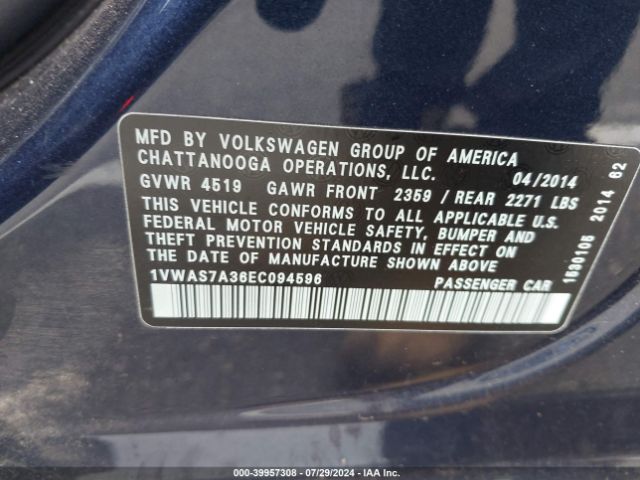 MFD BY VOLKSWAGEN GROUP OF AMERICA
CHATTANOOGA OPERATIONS, LLC. 04/2014
GVWR 4519 GAWR FRONT 2359 / REAR 2271 LBS
THIS VEHICLE CONFORMS TO ALL APPLICABLE U.S.
FEDERAL MOTOR VEHICLE SAFETY, BUMPER AND
THEFT PREVENTION STANDARDS IN EFFECT ON
THE DATE OF MANUFACTURE SHOWN ABOVE
1VWAS7A36EC094596 PASSENGER CAR
1830105 2014 62
000-39957308 | 07/29/2024 | IAA Inc.